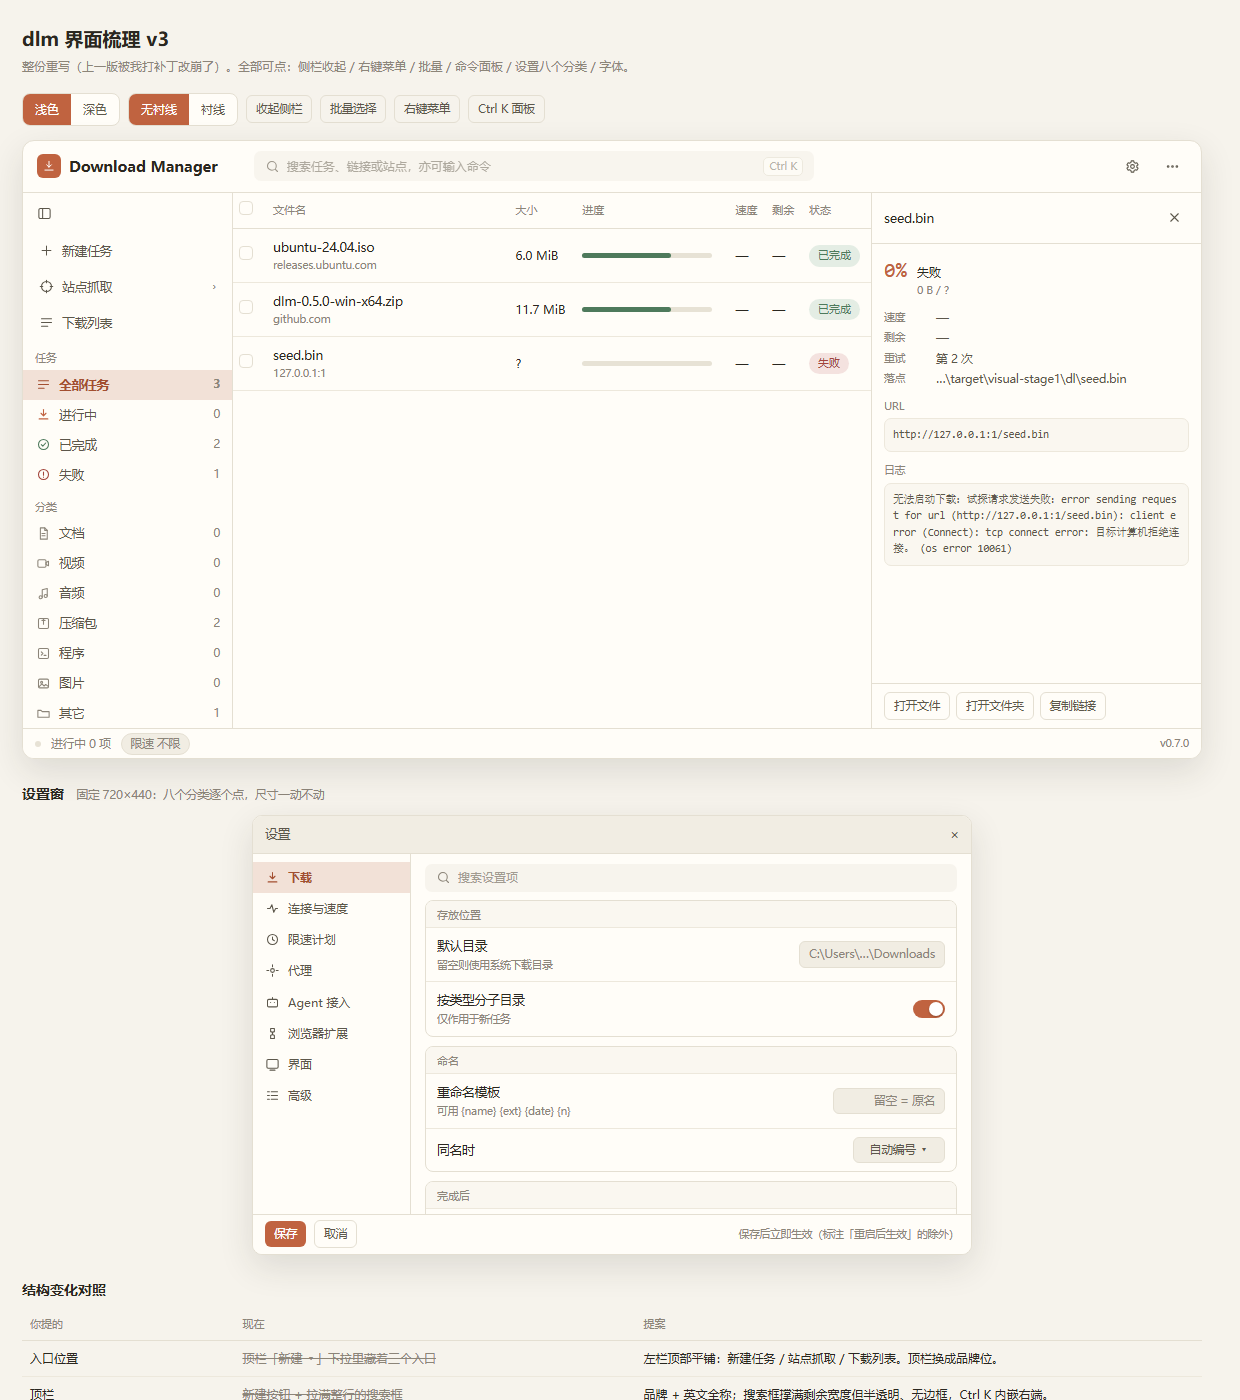 dlm 界面梳理 v3
整份重写（上一版被我打补丁改崩了）。全部可点：侧栏收起 / 右键菜单 / 批量 / 命令面板 / 设置八个分类 / 字体。
浅色 深色 无衬线 衬线 收起侧栏 批量选择 右键菜单 Ctrl K 面板
Download Manager
搜索任务、链接或站点，亦可输入命令 Ctrl K
新建任务
站点抓取 ›
下载列表
任务
全部任务 3
进行中 0
已完成 2
失败 1
分类
文档 0
视频 0
音频 0
压缩包 2
程序 0
图片 0
其它 1
文件名 大小 进度 速度 剩余 状态
ubuntu-24.04.iso 6.0 MiB — — 已完成
releases.ubuntu.com
dlm-0.5.0-win-x64.zip 11.7 MiB — — 已完成
github.com
seed.bin ? — — 失败
127.0.0.1:1
seed.bin
0% 失败
0 B / ?
速度 —
剩余 —
重试 第 2 次
落点 ...\target\visual-stage1\dl\seed.bin
URL
http://127.0.0.1:1/seed.bin
日志
无法启动下载：试探请求发送失败：error sending reques
t for url (http://127.0.0.1:1/seed.bin): client e
rror (Connect): tcp connect error: 目标计算机拒绝连
接。 (os error 10061)
打开文件 打开文件夹 复制链接
进行中 0 项 限速 不限 v0.7.0
设置窗 固定 720×440：八个分类逐个点，尺寸一动不动
设置 ×
下载
连接与速度
限速计划
代理
Agent 接入
浏览器扩展
界面
高级
搜索设置项
存放位置
默认目录 C:\Users\...\Downloads
留空则使用系统下载目录
按类型分子目录
仅作用于新任务
命名
重命名模板 留空 = 原名
可用 {name} {ext} {date} {n}
同名时 自动编号
完成后
保存 取消 保存后立即生效（标注「重启后生效」的除外）
结构变化对照
你提的 现在 提案
入口位置 顶栏「新建 ▾」下拉里藏着三个入口 左栏顶部平铺：新建任务 / 站点抓取 / 下载列表。顶栏换成品牌位。
顶栏 新建按钮 + 拉满整行的搜索框 品牌 + 英文全称；搜索框撑满剩余宽度但半透明、无边框，Ctrl K 内嵌右端。